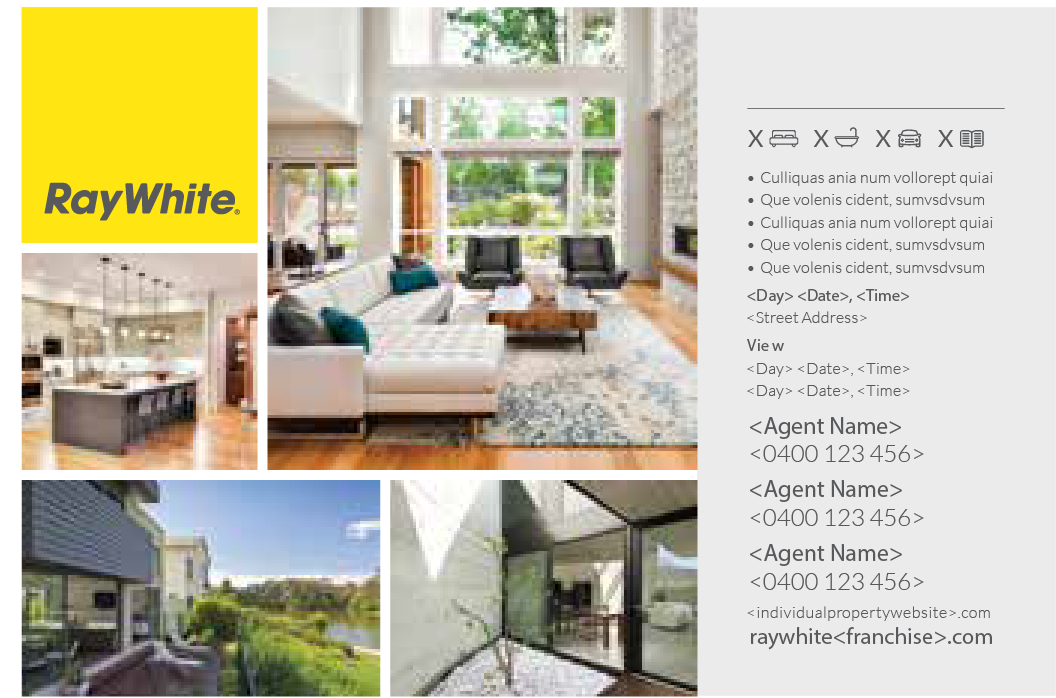 RayWhite®
X X X X
• Culliquas ania num vollorept quiai
• Que volenis cident, sumvsdvsum
• Culliquas ania num vollorept quiai
• Que volenis cident, sumvsdvsum
• Que volenis cident, sumvsdvsum
<Day> <Date>, <Time>
<Street Address>
View
<Day> <Date>, <Time>
<Day> <Date>, <Time>
<Agent Name>
<0400 123 456>
<Agent Name>
<0400 123 456>
<Agent Name>
<0400 123 456>
<individualpropertywebsite>.com
raywhite<franchise>.com